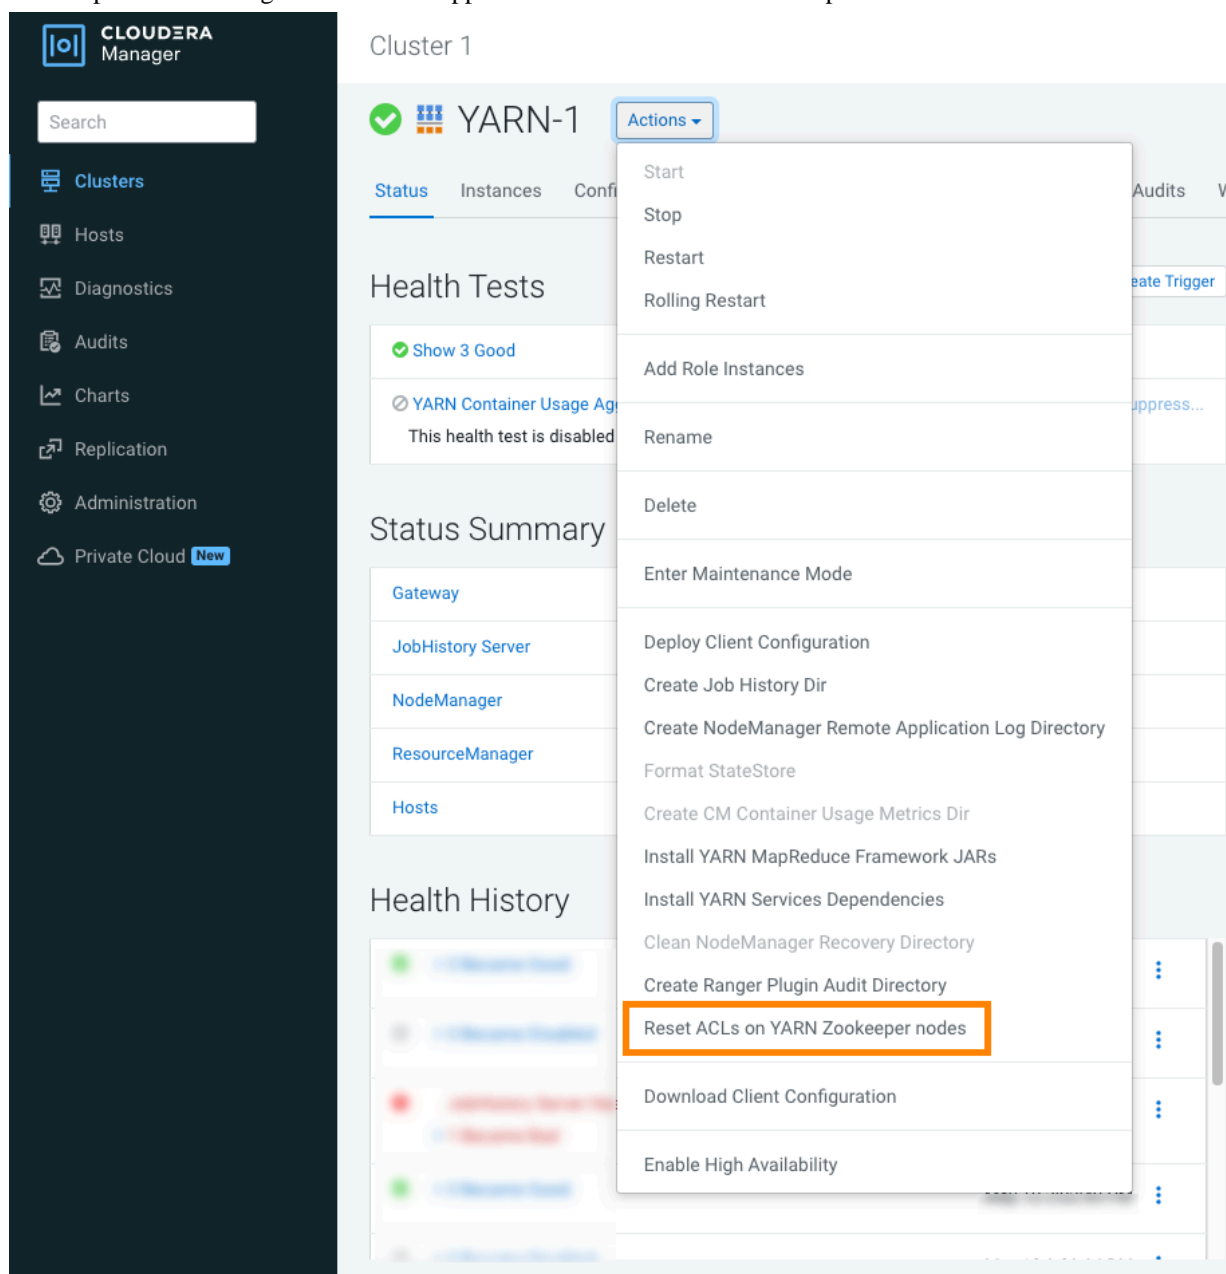 CLOUDERA
Manager
Cluster 1
Search
YARN-1
Actions
Clusters
Status
Instances
Audits
Start
Stop
Hosts
Restart
Health Tests
Diagnostics
Trigger
Rolling Restart
Audits
Show 3 Good
Add Role Instances
Charts
YARN Container Usage
This health test is disabled
Rename
Replication
Administration
Delete
Status Summary
Private Cloud New
Enter Maintenance Mode
Gateway
Deploy Client Configuration
JobHistory Server
Create Job History Dir
NodeManager
Create NodeManager Remote Application Log Directory
ResourceManager
Format StateStore
Hosts
Create CM Container Usage Metrics Dir
Install YARN MapReduce Framework JARs
Health History
Install YARN Services Dependencies
Clean NodeManager Recovery Directory
Create Ranger Plugin Audit Directory
Reset ACLs on YARN Zookeeper nodes
Download Client Configuration
Enable High Availability